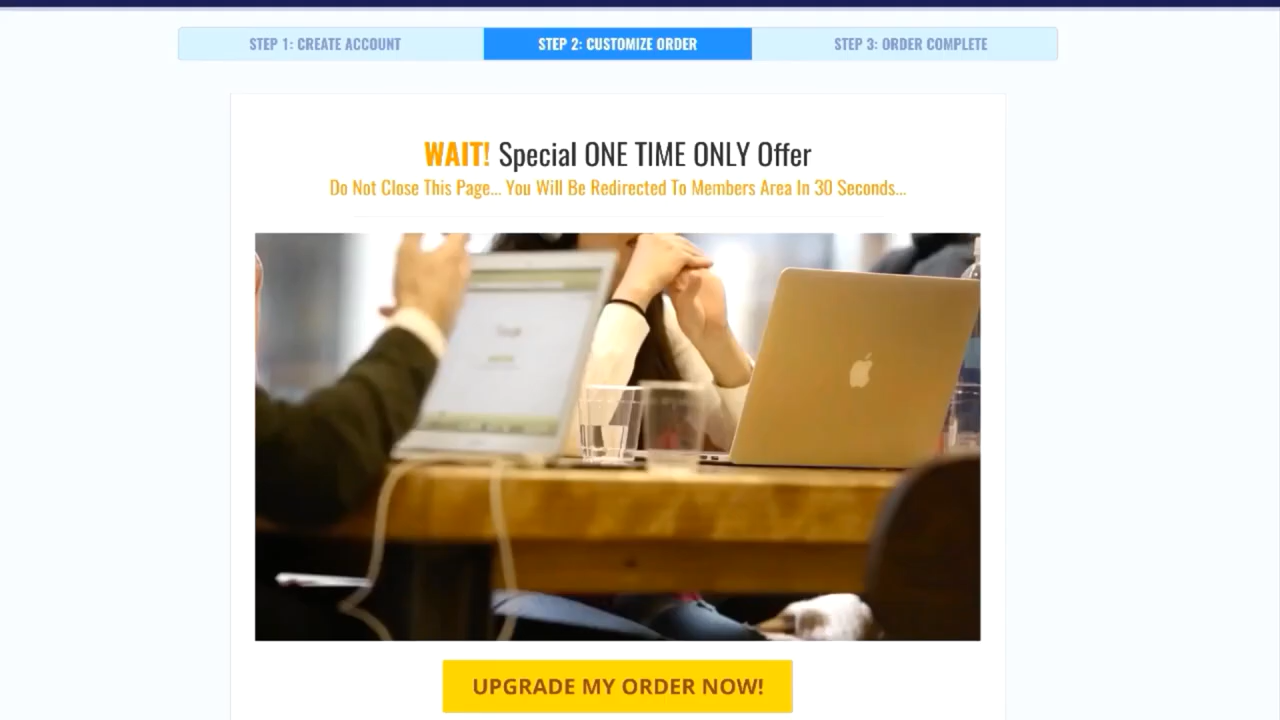 STEP 1: CREATE ACCOUNT
STEP 2: CUSTOMIZE ORDER
STEP 3: ORDER COMPLETE
WAIT! Special ONE TIME ONLY Offer
Do Not Close This Page... You Will Be Redirected To Members Area In 30 Seconds...
UPGRADE MY ORDER NOW!